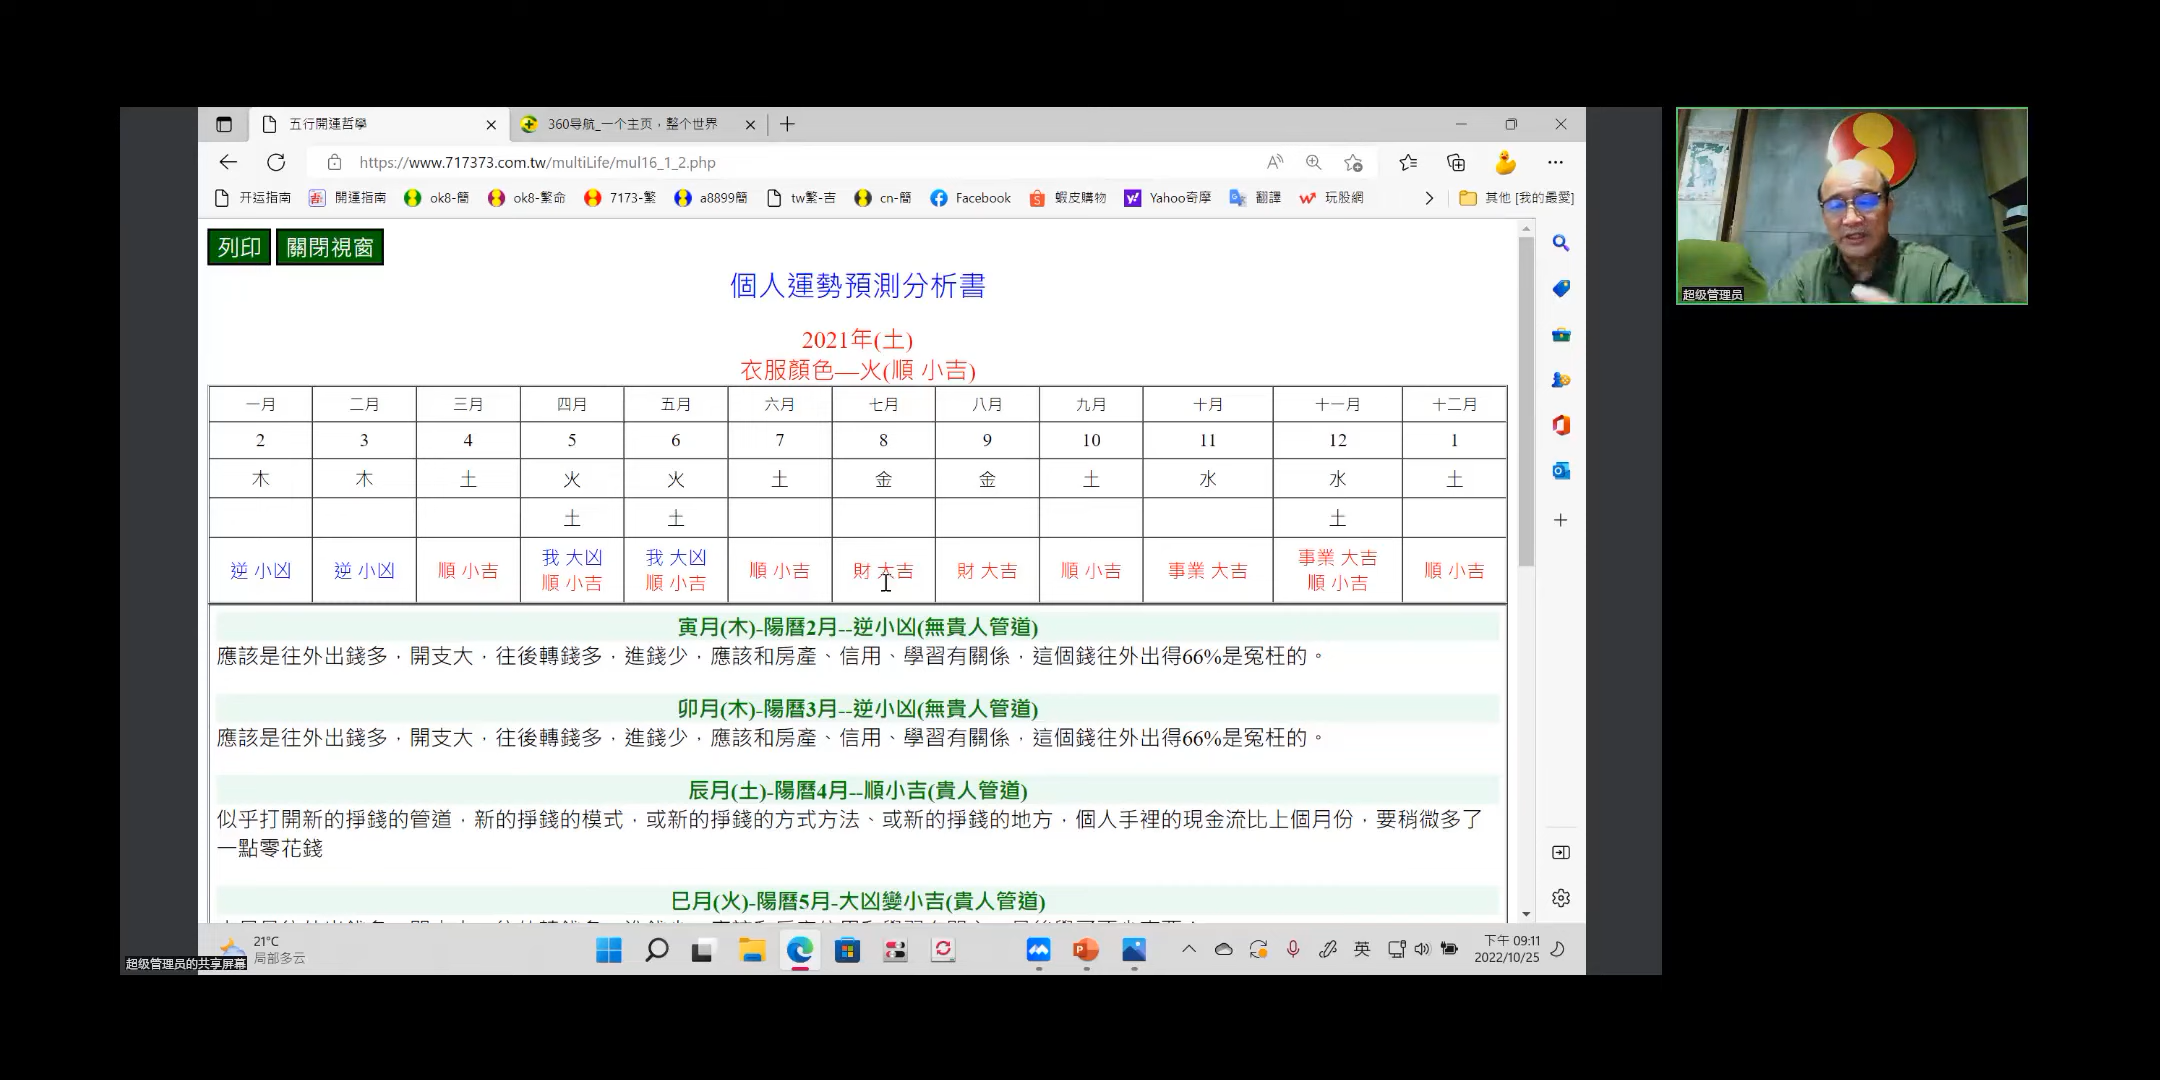 五行開運哲學
360导航_一个主页，整个世界
https://www.717373.com.tw/multiLife/mul16_1_2.php
开运指南 開運指南 ok8-簡 ok8-繁命 7173-繁 a8899簡 tw繁-吉 cn-簡 Facebook 蝦皮購物 Yahoo奇摩 翻譯 玩股網 其他 [我的最愛]
列印 關閉視窗
個人運勢預測分析書
2021年(土)
衣服顏色—火(順 小吉)
一月 二月 三月 四月 五月 六月 七月 八月 九月 十月 十一月 十二月
2 3 4 5 6 7 8 9 10 11 12 1
木 木 土 火 火 土 金 金 土 水 水 土
土 土 土
逆 小凶 逆 小凶 順 小吉 我 大凶 順 小吉 我 大凶 順 小吉 順 小吉 財 大吉 財 大吉 順 小吉 事業 大吉 事業 大吉 順 小吉 順 小吉
寅月(木)-陽曆2月--逆小凶(無貴人管道)
應該是往外出錢多，開支大，往後轉錢多，進錢少，應該和房產、信用、學習有關係，這個錢往外出得66%是冤枉的。
卯月(木)-陽曆3月--逆小凶(無貴人管道)
應該是往外出錢多，開支大，往後轉錢多，進錢少，應該和房產、信用、學習有關係，這個錢往外出得66%是冤枉的。
辰月(土)-陽曆4月--順小吉(貴人管道)
似乎打開新的掙錢的管道，新的掙錢的模式，或新的掙錢的方式方法、或新的掙錢的地方，個人手裡的現金流比上個月份，要稍微多了
一點零花錢
巳月(火)-陽曆5月-大凶變小吉(貴人管道)
21°C
局部多云
英
下午 09:11
2022/10/25
超级管理员的共享屏幕
超级管理员